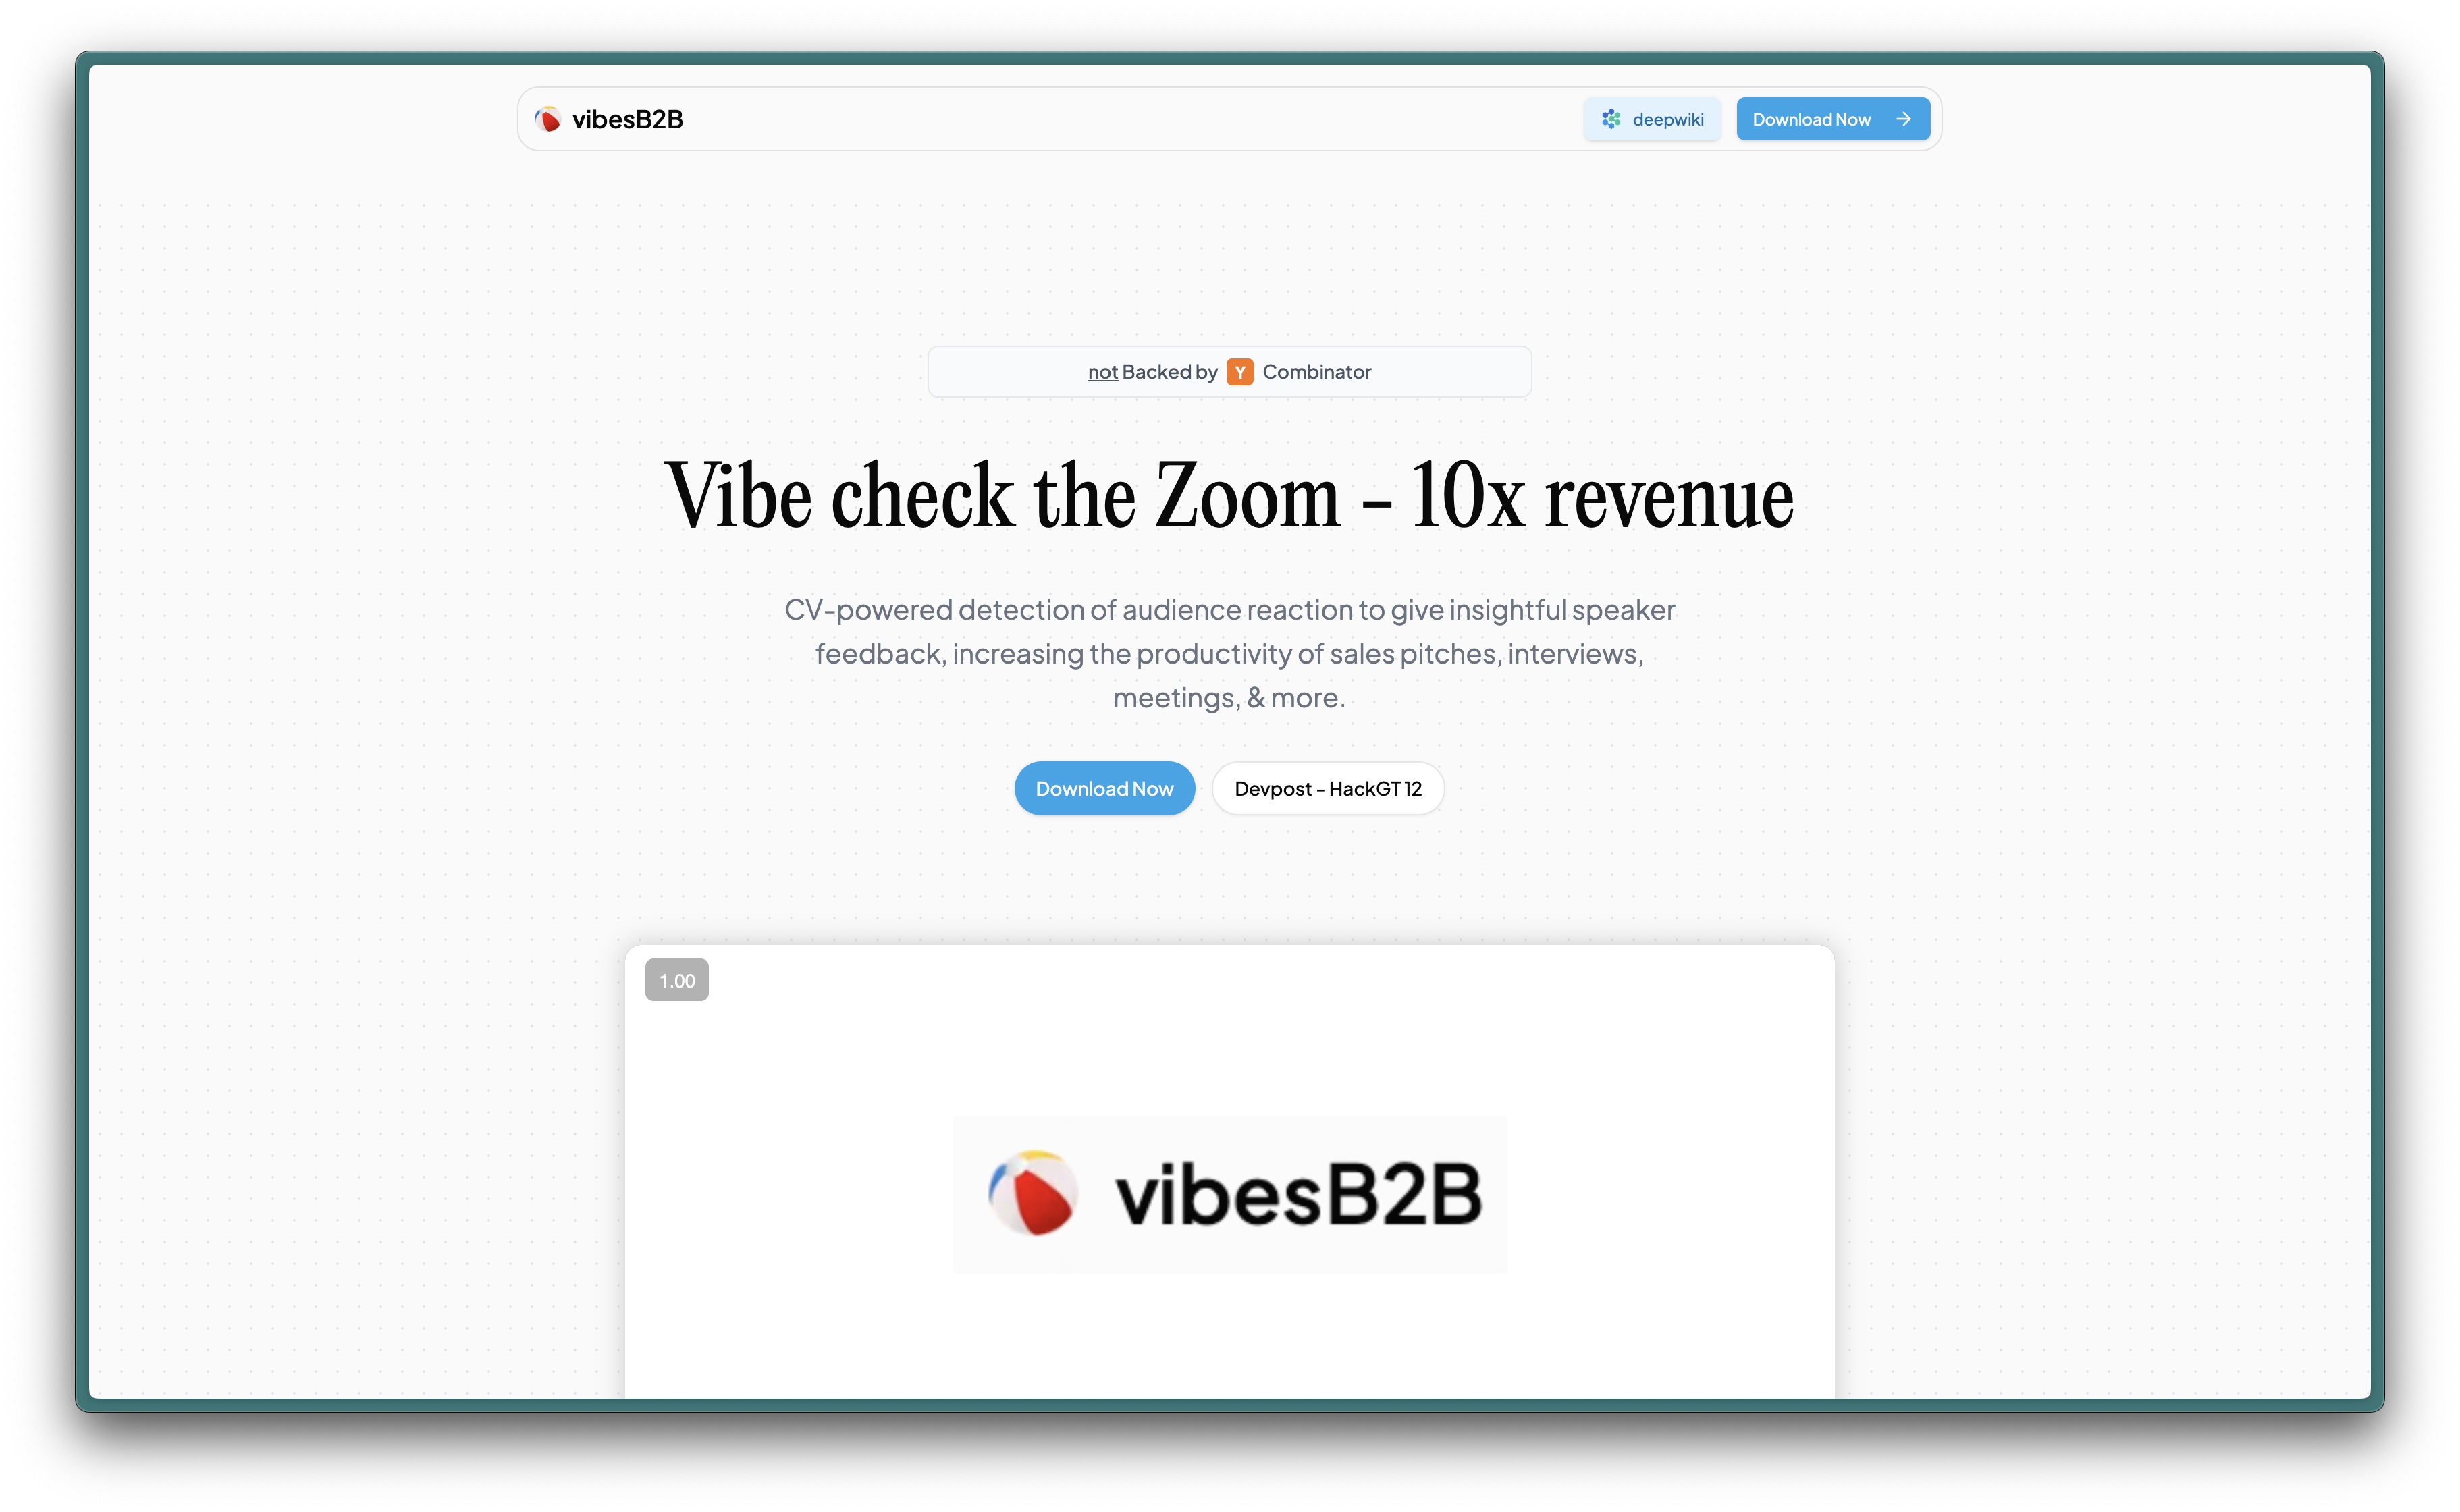 vibesB2B
deepwiki
Download Now
not Backed by Y Combinator
Vibe check the Zoom – 10x revenue
CV-powered detection of audience reaction to give insightful speaker
feedback, increasing the productivity of sales pitches, interviews,
meetings, & more.
Download Now
Devpost - HackGT 12
1.00
vibesB2B